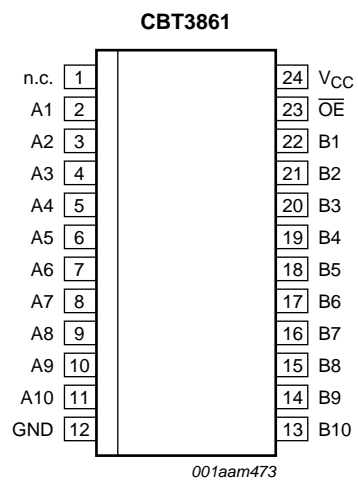 CBT3861
n.c. 1 24 VCC
A1 2 23 O̅E̅
A2 3 22 B1
A3 4 21 B2
A4 5 20 B3
A5 6 19 B4
A6 7 18 B5
A7 8 17 B6
A8 9 16 B7
A9 10 15 B8
A10 11 14 B9
GND 12 13 B10
001aam473